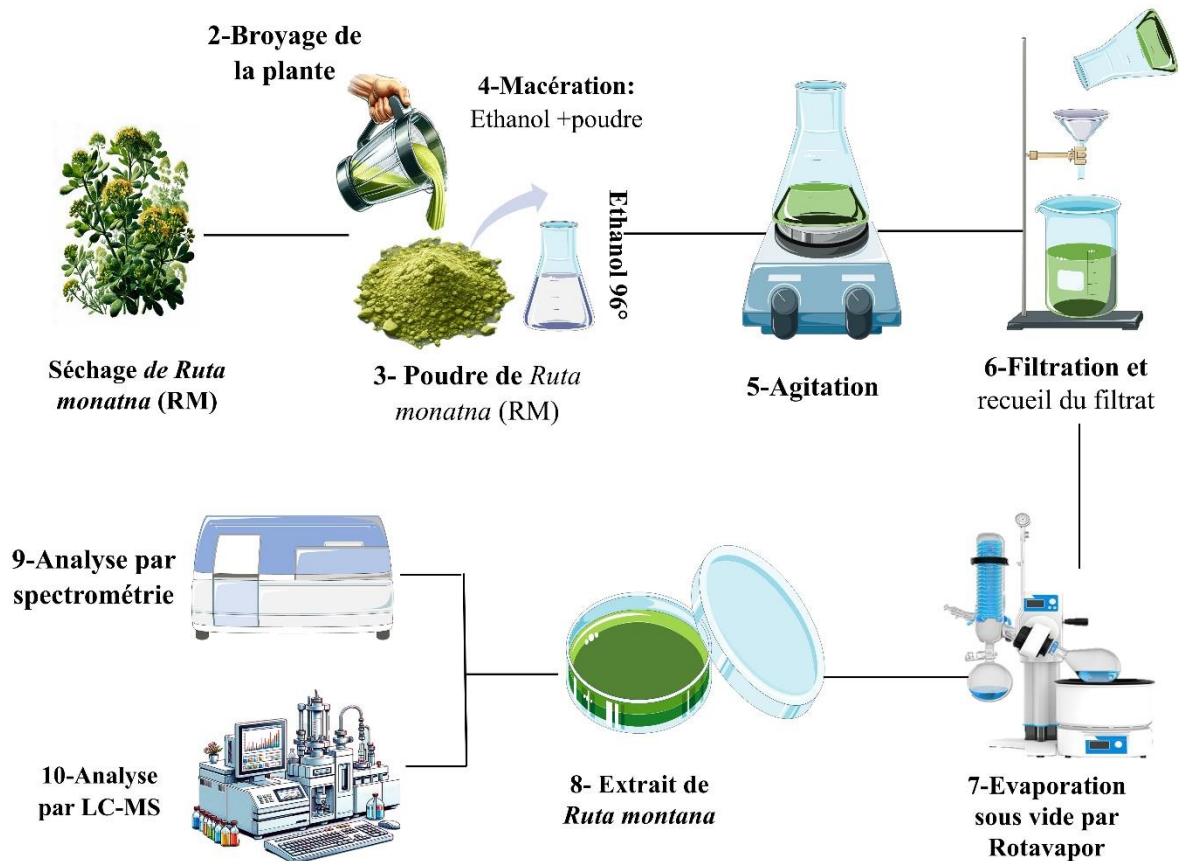 2-Broyage de
la plante
4-Macération:
Ethanol +poudre
Ethanol 96°
Séchage de Ruta
monatna (RM)
3- Poudre de Ruta
monatna (RM)
5-Agitation
6-Filtration et
recueil du filtrat
9-Analyse par
spectrométrie
10-Analyse
par LC-MS
8- Extrait de
Ruta montana
7-Evaporation
sous vide par
Rotavapor